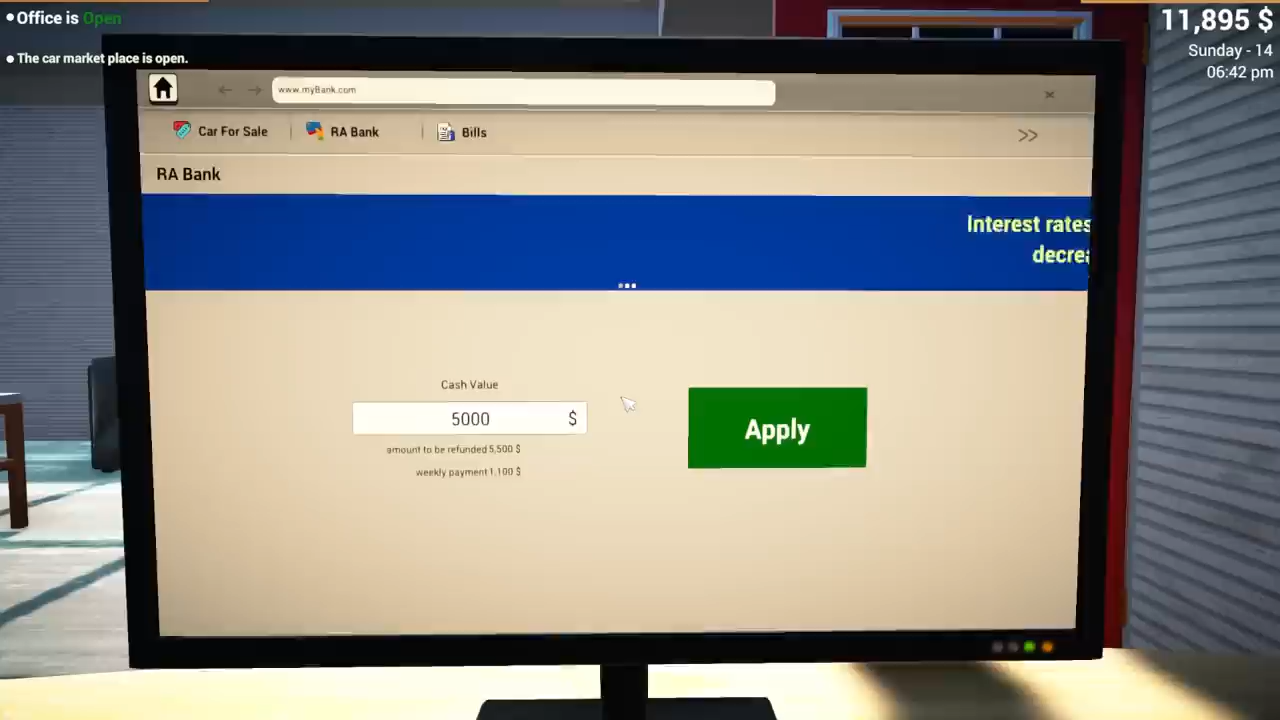 •Office is Open
• The car market place is open.
11,895 $
Sunday - 14
06:42 pm
www.myBank.com
Car For Sale
RA Bank
Bills
>>
RA Bank
Interest rates
Cash Value
5000 $
amount to be refunded 5,500 $
weekly payment 1,100 $
Apply